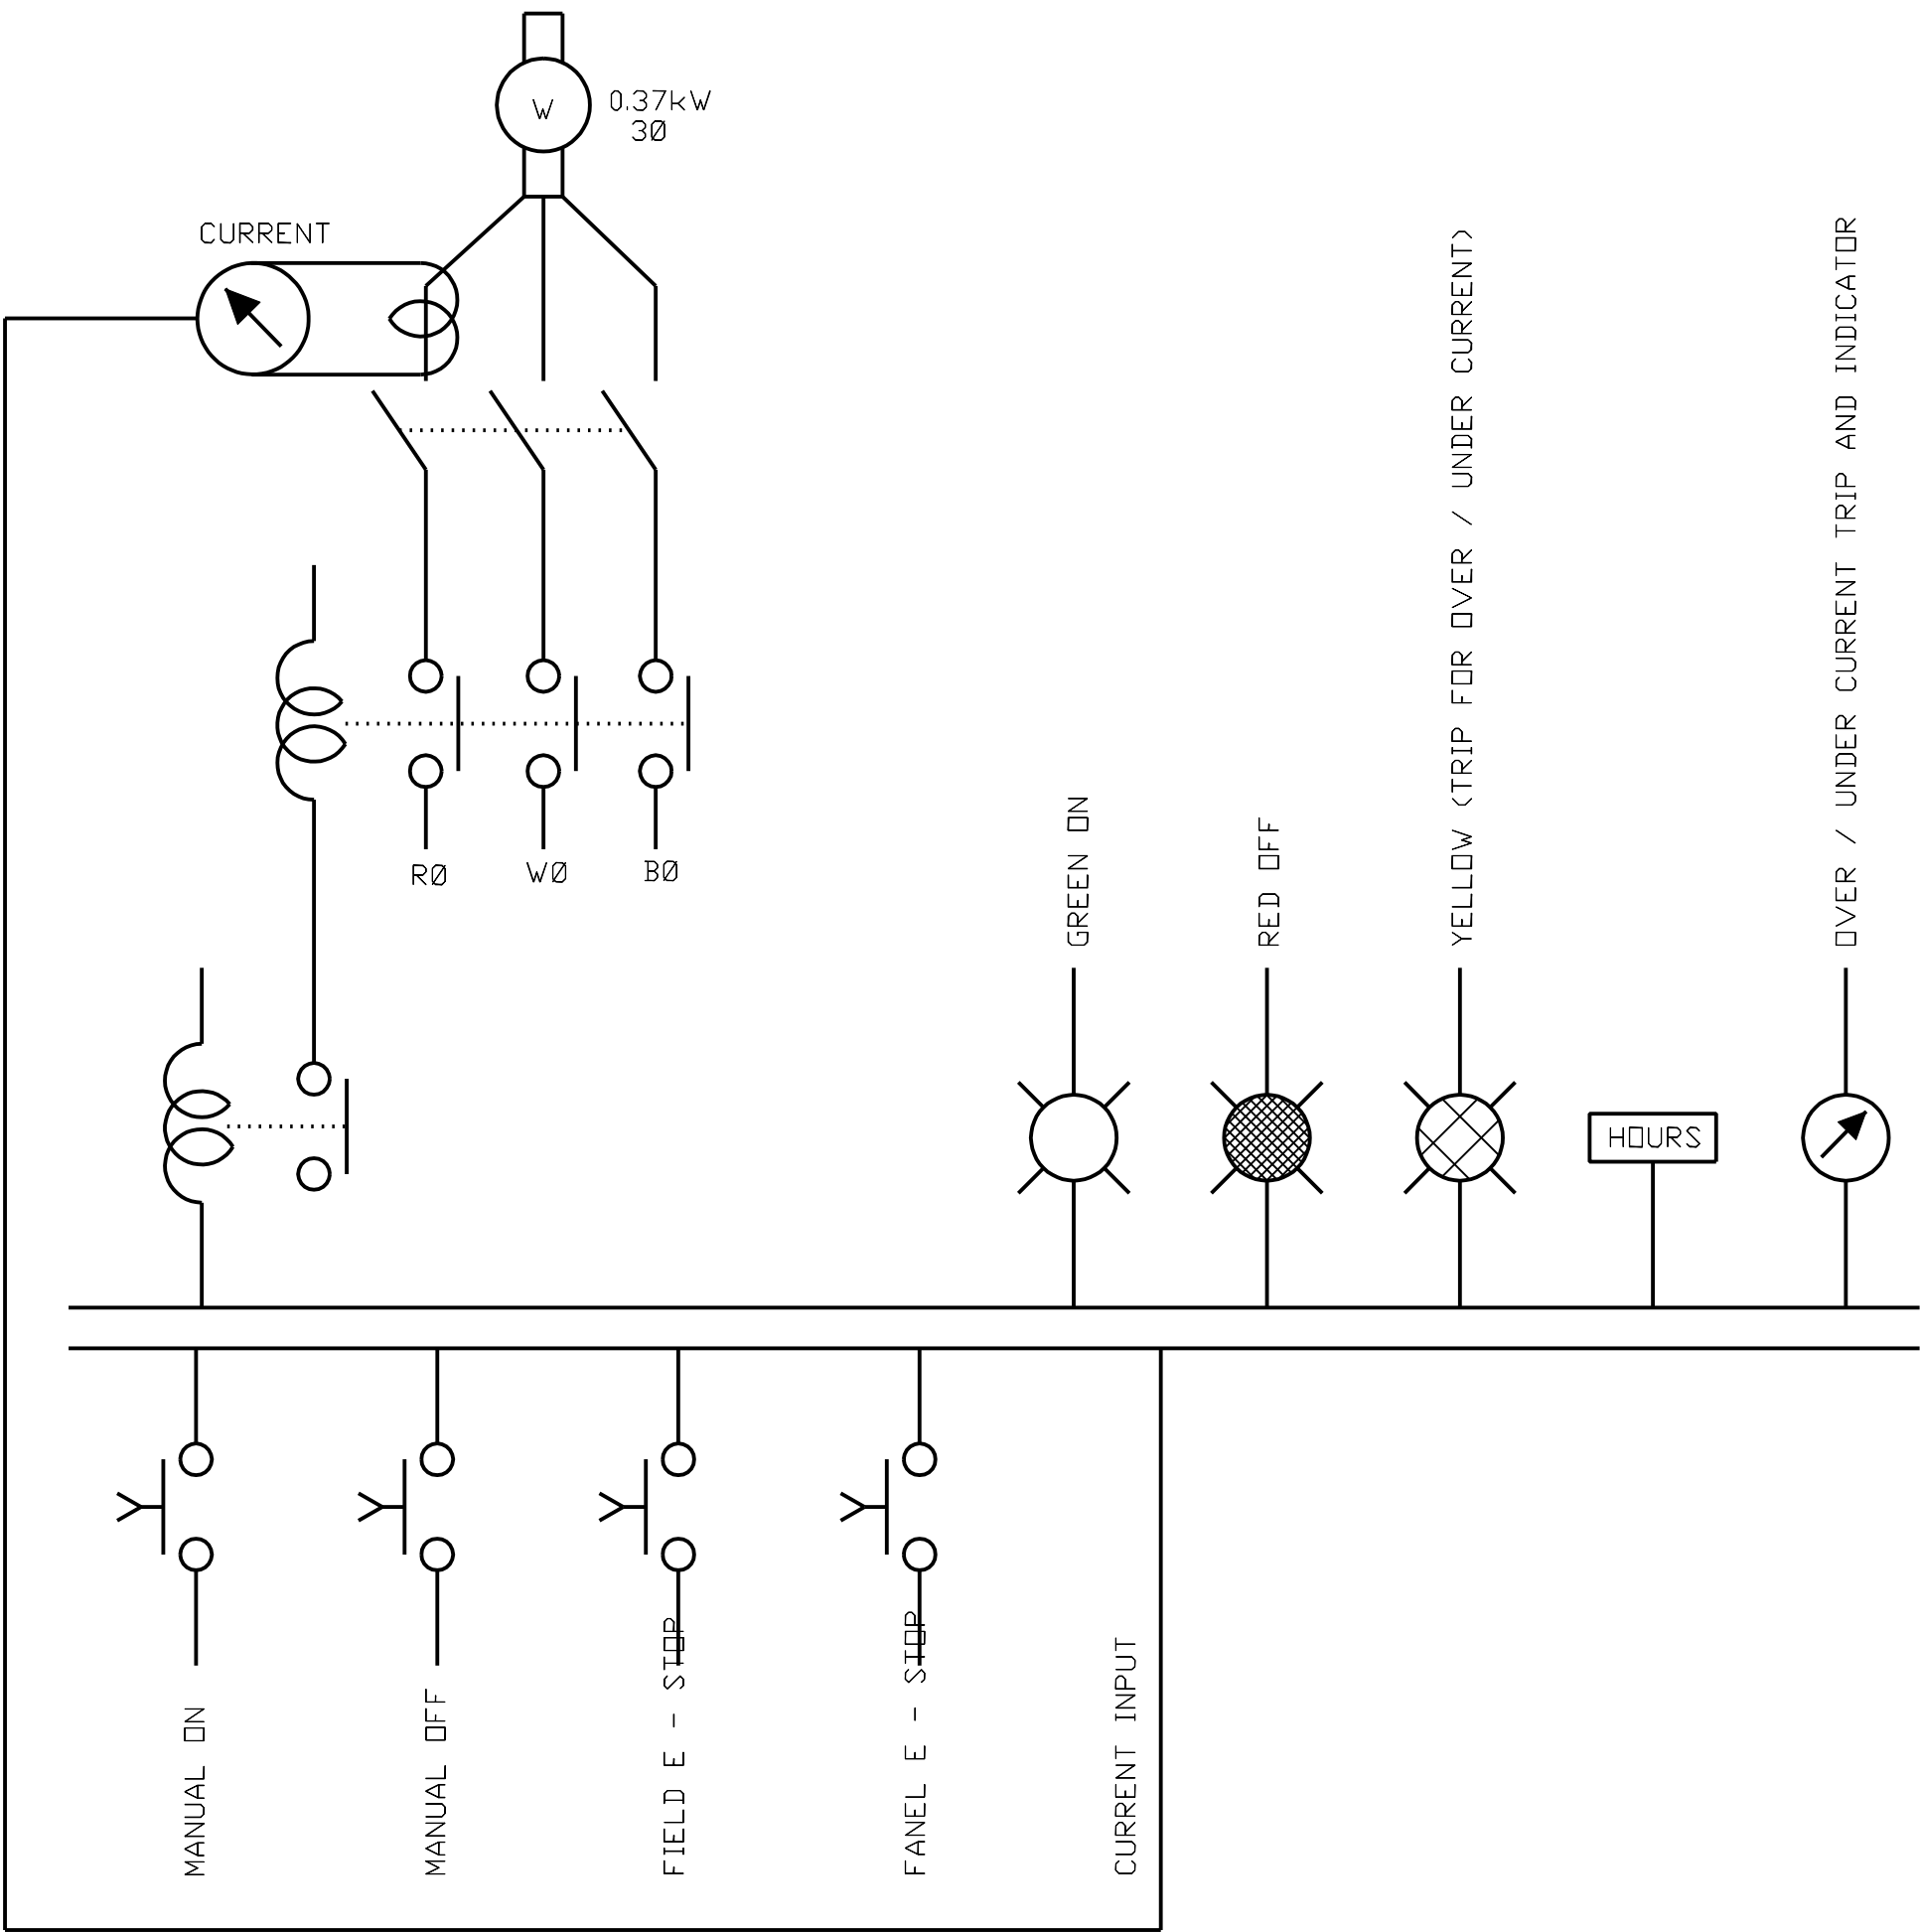 W
0.37kW
30
CURRENT
RØ
WØ
BØ
GREEN ON
RED OFF
YELLOW (TRIP FOR OVER / UNDER CURRENT)
OVER / UNDER CURRENT TRIP AND INDICATOR
HOURS
MANUAL ON
MANUAL OFF
FIELD E - STOP
FANEL E - STOP
CURRENT INPUT